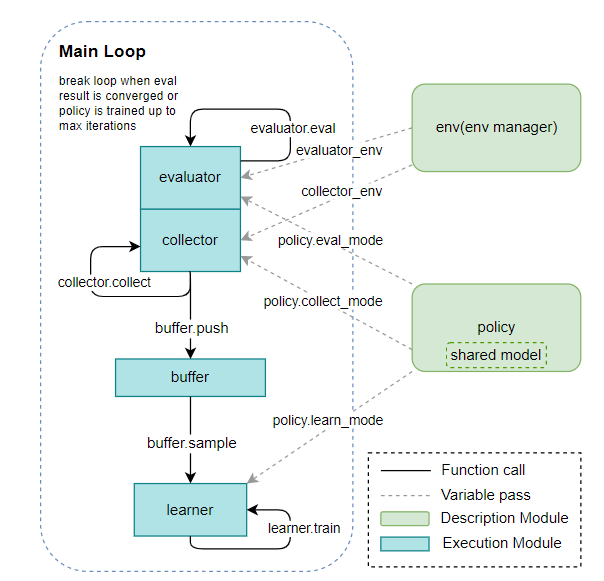 Main Loop
break loop when eval
result is converged or
policy is trained up to
max iterations
evaluator.eval
evaluator_env
env(env manager)
evaluator
collector_env
collector
policy.eval_mode
collector.collect
policy.collect_mode
buffer.push
policy
shared model
buffer
policy.learn_mode
buffer.sample
learner
learner.train
Function call
Variable pass
Description Module
Execution Module